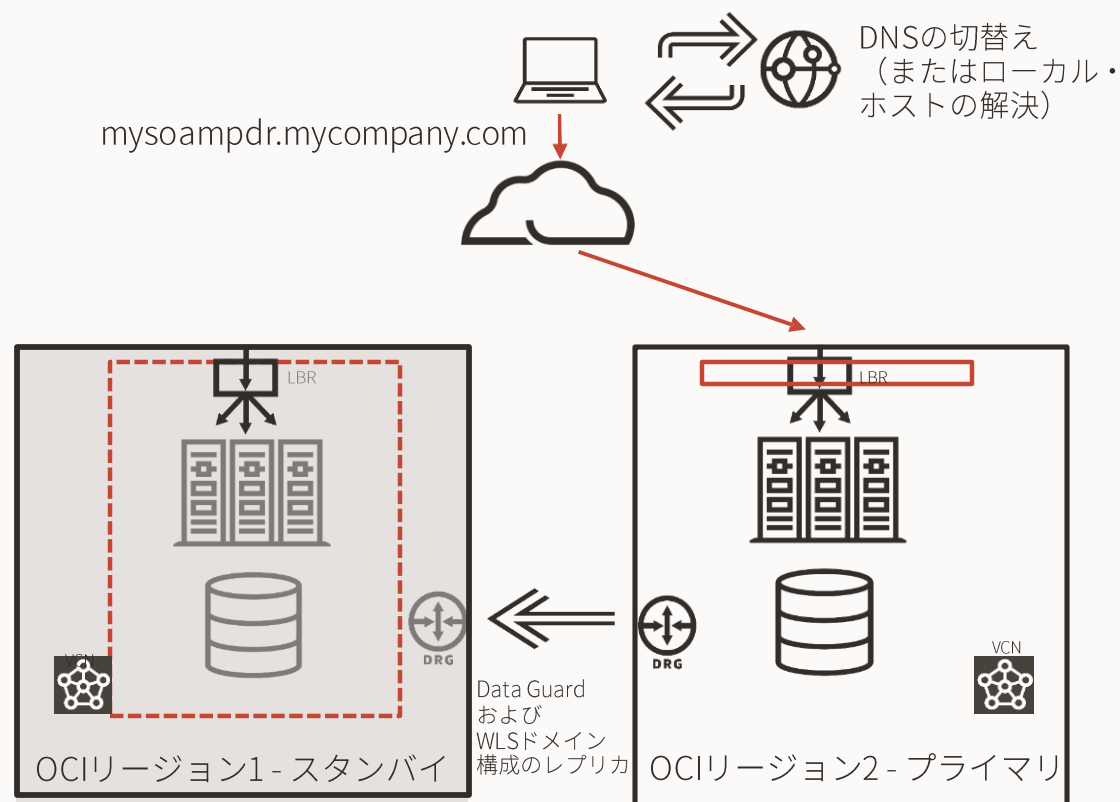 DNSの切替え
（またはローカル・
ホストの解決）
mysoampdr.mycompany.com
LBR
LBR
DRG
DRG
VCN
VCN
Data Guard
および
WLSドメイン
構成のレプリカ
OCIリージョン1 - スタンバイ
OCIリージョン2 - プライマリ